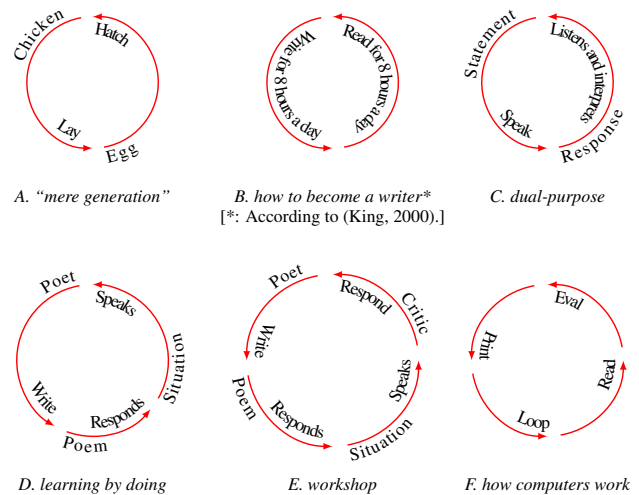 Chicken
Hatch
Lay
Egg
A. “mere generation”
Write for 8 hours a day
Read for 8 hours a day
B. how to become a writer*
[*: According to (King, 2000).]
Statement
Listens and interprets
Speak
Response
C. dual-purpose
Poet
Speaks
Situation
Write
Responds
Poem
D. learning by doing
Poet
Respond
Critic
Write
Speaks
Poem
Responds
Situation
E. workshop
Eval
Print
Read
Loop
F. how computers work